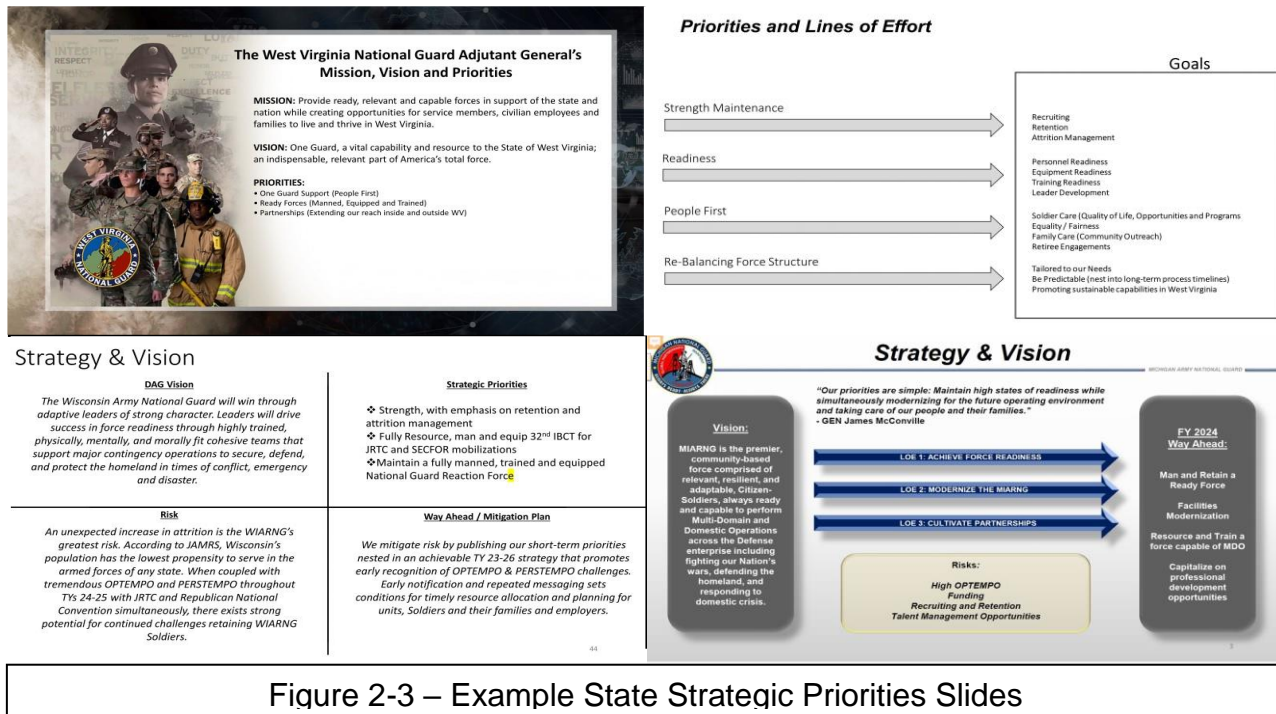 The West Virginia National Guard Adjutant General's
Mission, Vision and Priorities
MISSION: Provide ready, relevant and capable forces in support of the state and
nation while creating opportunities for service members, civilian employees and
families to live and thrive in West Virginia.
VISION: One Guard, a vital capability and resource to the State of West Virginia;
an indispensable, relevant part of America's total force.
PRIORITIES:
• One Guard Support (People First)
• Ready Forces (Manned, Equipped and Trained)
• Partnerships (Extending our reach inside and outside WV)
INTEGRITY
RESPECT
DUTY
WEST VIRGINIA
NATIONAL GUARD
Priorities and Lines of Effort
Goals
Strength Maintenance
Recruiting
Retention
Attrition Management
Readiness
Personnel Readiness
Equipment Readiness
Training Readiness
Leader Development
People First
Soldier Care (Quality of Life, Opportunities and Programs
Equality / Fairness
Family Care (Community Outreach)
Retiree Engagements
Re-Balancing Force Structure
Tailored to our Needs
Be Predictable (nest into long-term process timelines)
Promoting sustainable capabilities in West Virginia
Strategy & Vision
DAG Vision
The Wisconsin Army National Guard will win through
adaptive leaders of strong character. Leaders will drive
success in force readiness through highly trained,
physically, mentally, and morally fit cohesive teams that
support major contingency operations to secure, defend,
and protect the homeland in times of conflict, emergency
and disaster.
Strategic Priorities
❖ Strength, with emphasis on retention and
attrition management
❖ Fully Resource, man and equip 32nd IBCT for
JRTC and SECFOR mobilizations
❖Maintain a fully manned, trained and equipped
National Guard Reaction Force
Risk
An unexpected increase in attrition is the WIARNG's
greatest risk. According to JAMRS, Wisconsin's
population has the lowest propensity to serve in the
armed forces of any state. When coupled with
tremendous OPTEMPO and PERSTEMPO throughout
TYs 24-25 with JRTC and Republican National
Convention simultaneously, there exists strong
potential for continued challenges retaining WIARNG
Soldiers.
Way Ahead / Mitigation Plan
We mitigate risk by publishing our short-term priorities
nested in an achievable TY 23-26 strategy that promotes
early recognition of OPTEMPO & PERSTEMPO challenges.
Early notification and repeated messaging sets
conditions for timely resource allocation and planning for
units, Soldiers and their families and employers.
44
Strategy & Vision
MICHIGAN ARMY NATIONAL GUARD
MICHIGAN NATIONAL GUARD
"Our priorities are simple: Maintain high states of readiness while
simultaneously modernizing for the future operating environment
and taking care of our people and their families."
- GEN James McConville
Vision:
MIARNG is the premier,
community-based
force comprised of
relevant, resilient, and
adaptable, Citizen-
Soldiers, always ready
and capable to perform
Multi-Domain and
Domestic Operations
across the Defense
enterprise including
fighting our Nation's
wars, defending the
homeland, and
responding to
domestic crisis.
LOE 1: ACHIEVE FORCE READINESS
LOE 2: MODERNIZE THE MIARNG
LOE 3: CULTIVATE PARTNERSHIPS
Risks:
High OPTEMPO
Funding
Recruiting and Retention
Talent Management Opportunities
FY 2024
Way Ahead:
Man and Retain a
Ready Force
Facilities
Modernization
Resource and Train a
force capable of MDO
Capitalize on
professional
development
opportunities
3
Figure 2-3 – Example State Strategic Priorities Slides